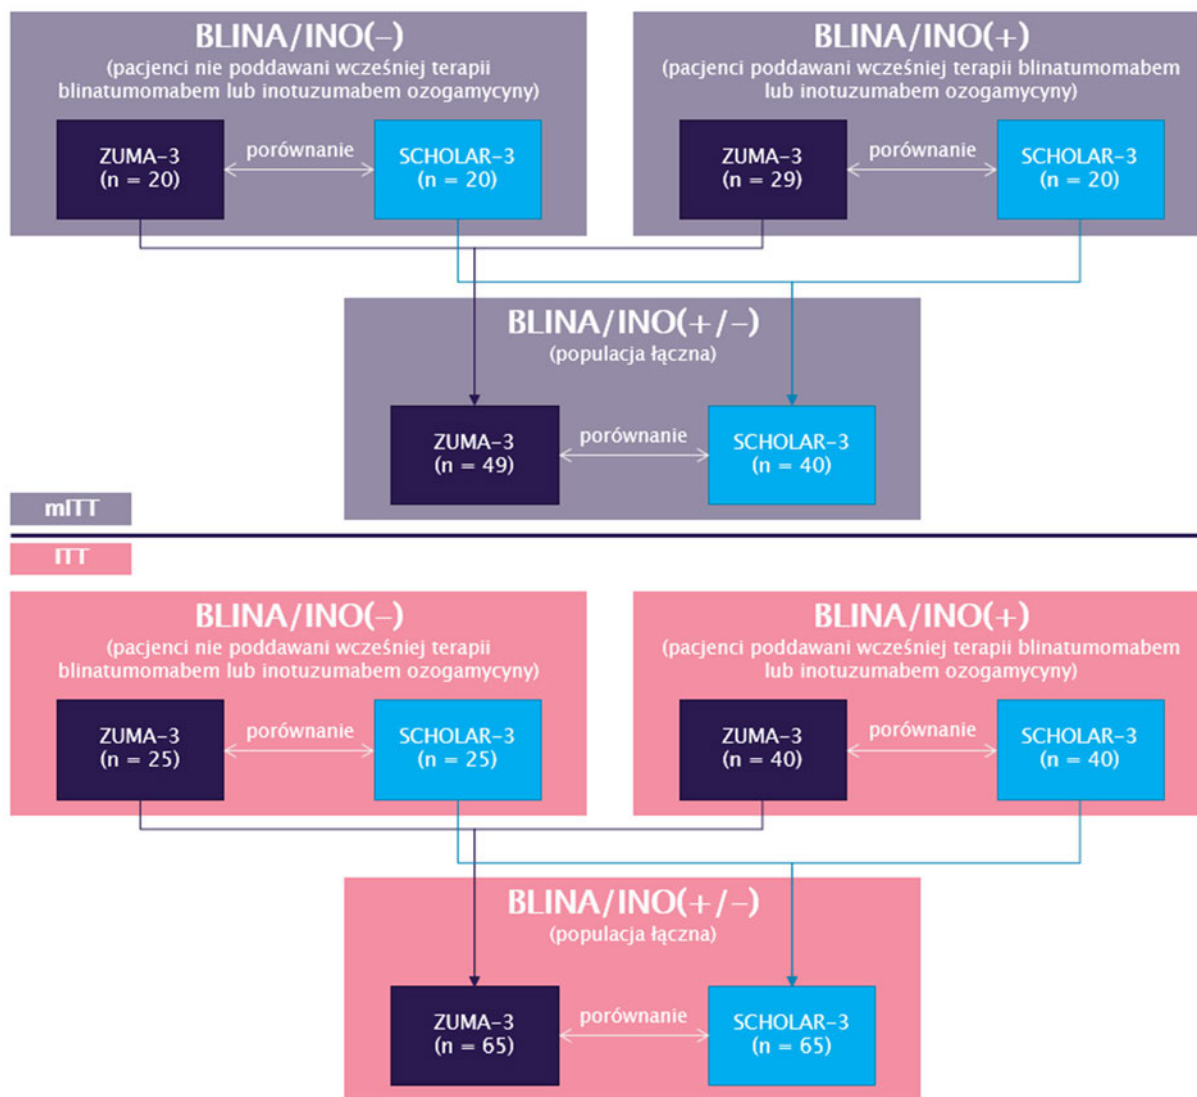 BLINA/INO(−)
(pacjenci nie poddawani wcześniej terapii
blinatumomabem lub inotuzumabem ozogamycyny)
ZUMA–3
(n = 20)
porównanie
SCHOLAR–3
(n = 20)
BLINA/INO(+)
(pacjenci poddawani wcześniej terapii blinatumomabem
lub inotuzumabem ozogamycyny)
ZUMA–3
(n = 29)
porównanie
SCHOLAR–3
(n = 20)
BLINA/INO(+/−)
(populacja łączna)
ZUMA–3
(n = 49)
porównanie
SCHOLAR–3
(n = 40)
mITT
ITT
BLINA/INO(−)
(pacjenci nie poddawani wcześniej terapii
blinatumomabem lub inotuzumabem ozogamycyny)
ZUMA–3
(n = 25)
porównanie
SCHOLAR–3
(n = 25)
BLINA/INO(+)
(pacjenci poddawani wcześniej terapii blinatumomabem
lub inotuzumabem ozogamycyny)
ZUMA–3
(n = 40)
porównanie
SCHOLAR–3
(n = 40)
BLINA/INO(+/−)
(populacja łączna)
ZUMA–3
(n = 65)
porównanie
SCHOLAR–3
(n = 65)